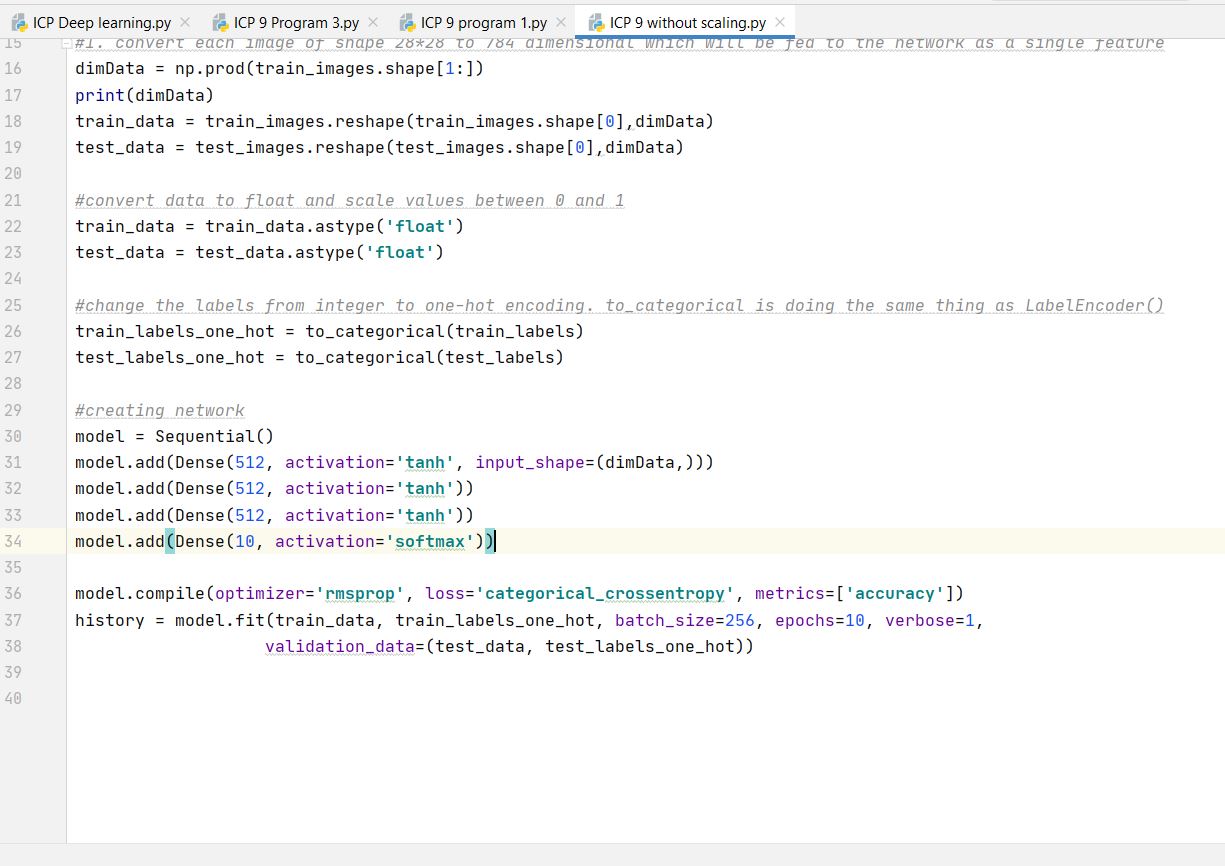 ICP Deep learning.py ICP 9 Program 3.py ICP 9 program 1.py ICP 9 without scaling.py
15 #1. convert each image of shape 28*28 to 784 dimensional which will be fed to the network as a single feature
16 dimData = np.prod(train_images.shape[1:])
17 print(dimData)
18 train_data = train_images.reshape(train_images.shape[0],dimData)
19 test_data = test_images.reshape(test_images.shape[0],dimData)
20
21 #convert data to float and scale values between 0 and 1
22 train_data = train_data.astype('float')
23 test_data = test_data.astype('float')
24
25 #change the labels from integer to one-hot encoding. to_categorical is doing the same thing as LabelEncoder()
26 train_labels_one_hot = to_categorical(train_labels)
27 test_labels_one_hot = to_categorical(test_labels)
28
29 #creating network
30 model = Sequential()
31 model.add(Dense(512, activation='tanh', input_shape=(dimData,)))
32 model.add(Dense(512, activation='tanh'))
33 model.add(Dense(512, activation='tanh'))
34 model.add(Dense(10, activation='softmax'))
35
36 model.compile(optimizer='rmsprop', loss='categorical_crossentropy', metrics=['accuracy'])
37 history = model.fit(train_data, train_labels_one_hot, batch_size=256, epochs=10, verbose=1,
38 validation_data=(test_data, test_labels_one_hot))
39
40